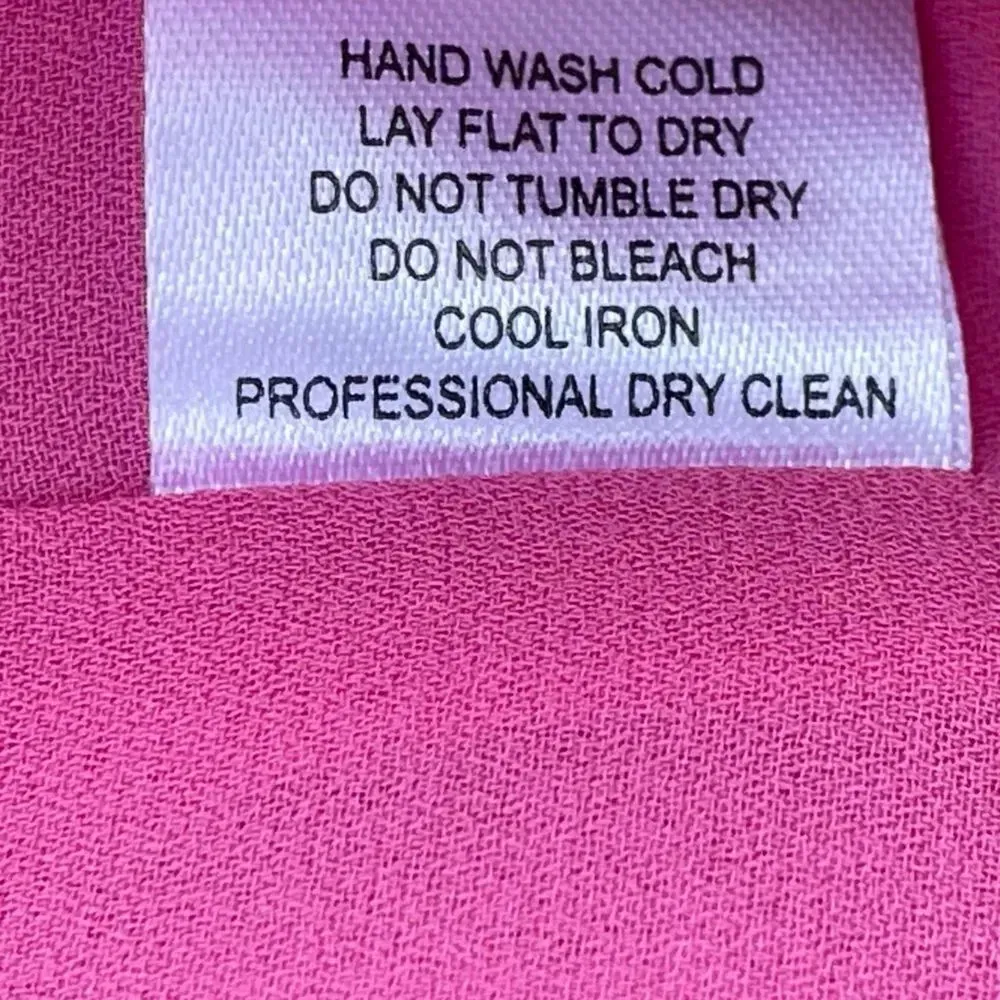 HAND WASH COLD
LAY FLAT TO DRY
DO NOT TUMBLE DRY
DO NOT BLEACH
COOL IRON
PROFESSIONAL DRY CLEAN